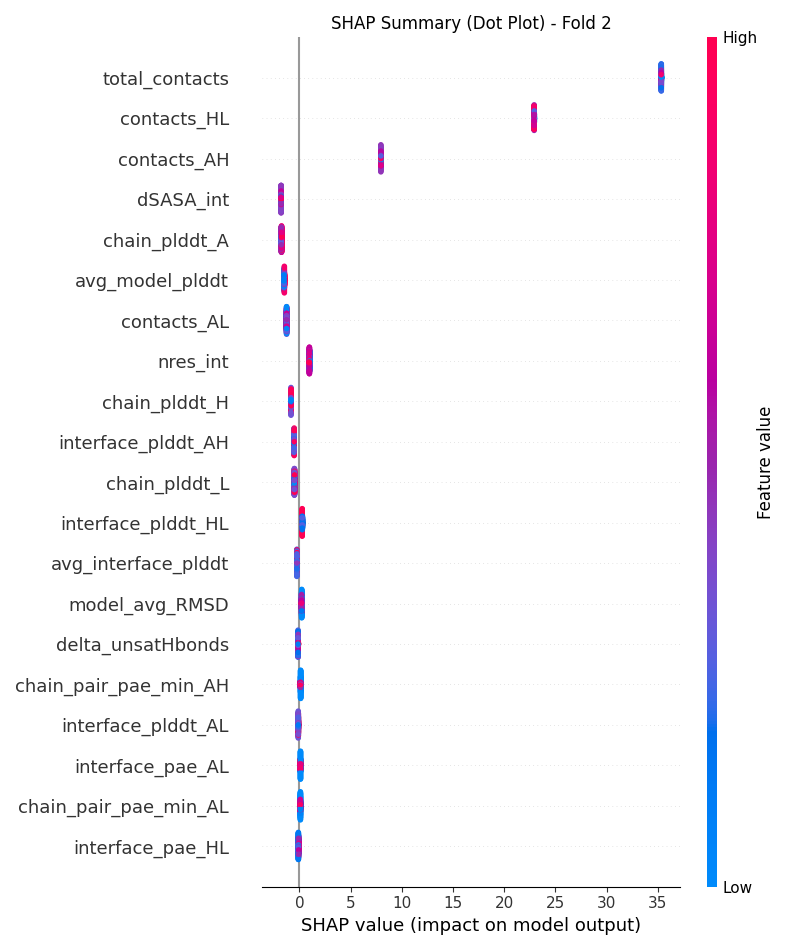 SHAP Summary (Dot Plot) - Fold 2
High
total_contacts
contacts_HL
contacts_AH
dSASA_int
chain_plddt_A
avg_model_plddt
contacts_AL
nres_int
chain_plddt_H
interface_plddt_AH
chain_plddt_L
interface_plddt_HL
avg_interface_plddt
model_avg_RMSD
delta_unsatHbonds
chain_pair_pae_min_AH
interface_plddt_AL
interface_pae_AL
chain_pair_pae_min_AL
interface_pae_HL
Feature value
Low
0 5 10 15 20 25 30 35
SHAP value (impact on model output)